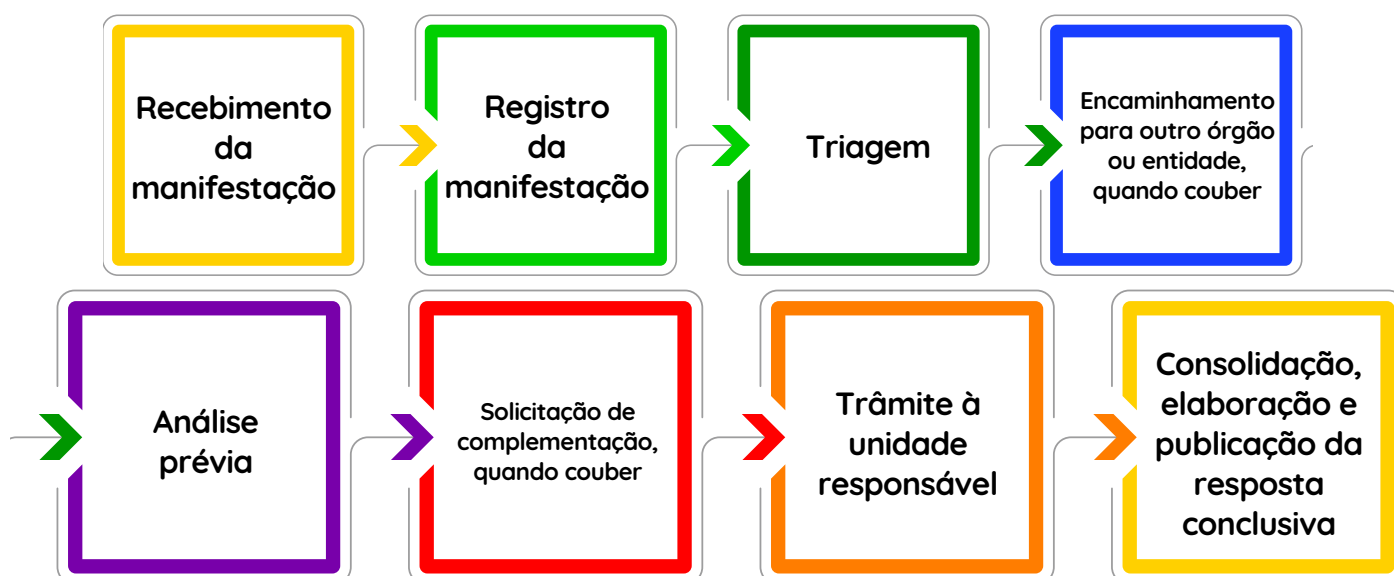 Recebimento
da
manifestação
Registro
da
manifestação
Triagem
Encaminhamento
para outro órgão
ou entidade,
quando couber
Análise
prévia
Solicitação de
complementação,
quando couber
Trâmite à
unidade
responsável
Consolidação,
elaboração e
publicação da
resposta
conclusiva